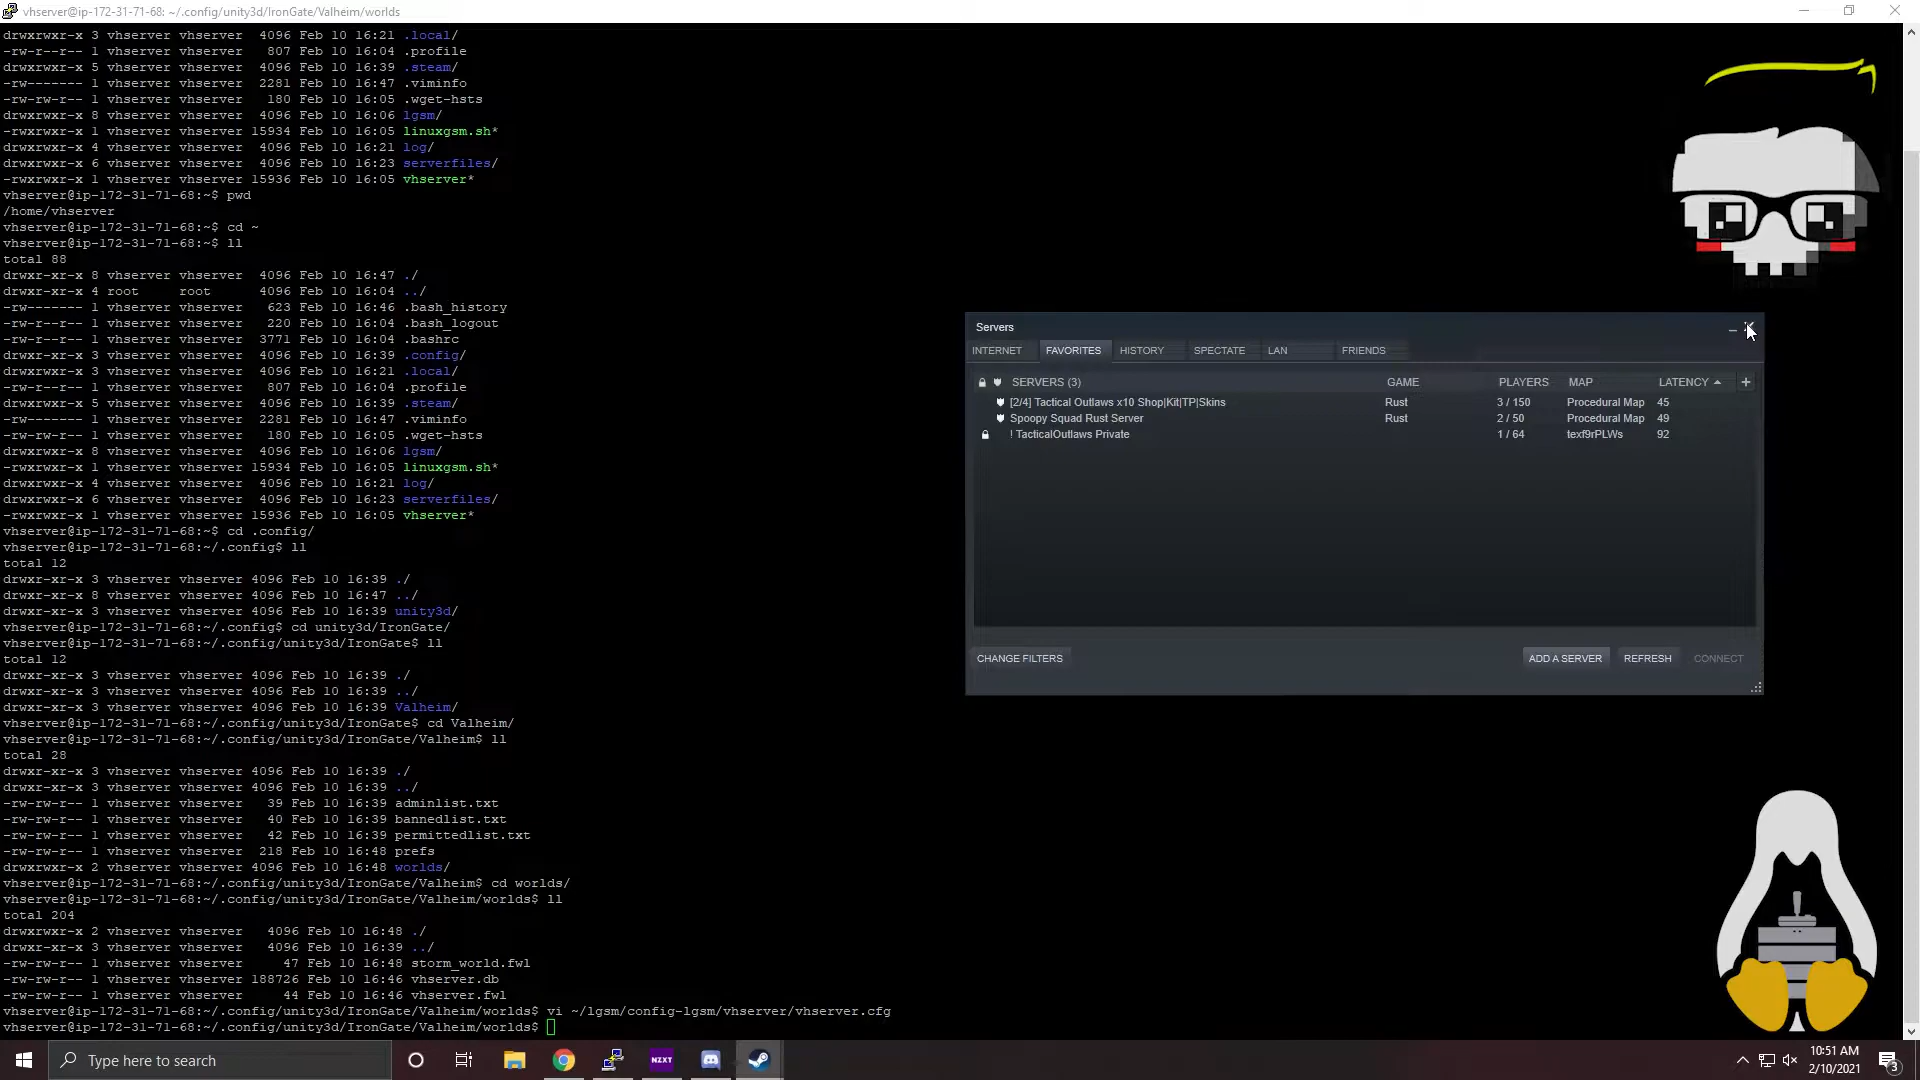 vhserver@ip-172-31-71-68: ~/.config/unity3d/IronGate/Valheim/worlds
drwxrwxr-x 3 vhserver vhserver  4096 Feb 10 16:21 .local/
-rw-r--r-- 1 vhserver vhserver   807 Feb 10 16:04 .profile
drwxrwxr-x 5 vhserver vhserver  4096 Feb 10 16:39 .steam/
-rw------- 1 vhserver vhserver  2281 Feb 10 16:47 .viminfo
-rw-rw-r-- 1 vhserver vhserver   180 Feb 10 16:05 .wget-hsts
drwxrwxr-x 8 vhserver vhserver  4096 Feb 10 16:06 lgsm/
-rwxrwxr-x 1 vhserver vhserver 15934 Feb 10 16:05 linuxgsm.sh*
drwxrwxr-x 4 vhserver vhserver  4096 Feb 10 16:21 log/
drwxrwxr-x 6 vhserver vhserver  4096 Feb 10 16:23 serverfiles/
-rwxrwxr-x 1 vhserver vhserver 15936 Feb 10 16:05 vhserver*
vhserver@ip-172-31-71-68:~$ pwd
/home/vhserver
vhserver@ip-172-31-71-68:~$ cd ~
vhserver@ip-172-31-71-68:~$ ll
total 88
drwxr-xr-x 8 vhserver vhserver  4096 Feb 10 16:47 ./
drwxr-xr-x 4 root     root      4096 Feb 10 16:04 ../
-rw------- 1 vhserver vhserver   623 Feb 10 16:46 .bash_history
-rw-r--r-- 1 vhserver vhserver   220 Feb 10 16:04 .bash_logout
-rw-r--r-- 1 vhserver vhserver  3771 Feb 10 16:04 .bashrc
drwxr-xr-x 3 vhserver vhserver  4096 Feb 10 16:39 .config/
drwxrwxr-x 3 vhserver vhserver  4096 Feb 10 16:21 .local/
-rw-r--r-- 1 vhserver vhserver   807 Feb 10 16:04 .profile
drwxrwxr-x 5 vhserver vhserver  4096 Feb 10 16:39 .steam/
-rw------- 1 vhserver vhserver  2281 Feb 10 16:47 .viminfo
-rw-rw-r-- 1 vhserver vhserver   180 Feb 10 16:05 .wget-hsts
drwxrwxr-x 8 vhserver vhserver  4096 Feb 10 16:06 lgsm/
-rwxrwxr-x 1 vhserver vhserver 15934 Feb 10 16:05 linuxgsm.sh*
drwxrwxr-x 4 vhserver vhserver  4096 Feb 10 16:21 log/
drwxrwxr-x 6 vhserver vhserver  4096 Feb 10 16:23 serverfiles/
-rwxrwxr-x 1 vhserver vhserver 15936 Feb 10 16:05 vhserver*
vhserver@ip-172-31-71-68:~$ cd .config/
vhserver@ip-172-31-71-68:~/.config$ ll
total 12
drwxr-xr-x 3 vhserver vhserver 4096 Feb 10 16:39 ./
drwxr-xr-x 8 vhserver vhserver 4096 Feb 10 16:47 ../
drwxr-xr-x 3 vhserver vhserver 4096 Feb 10 16:39 unity3d/
vhserver@ip-172-31-71-68:~/.config$ cd unity3d/IronGate/
vhserver@ip-172-31-71-68:~/.config/unity3d/IronGate$ ll
total 12
drwxr-xr-x 3 vhserver vhserver 4096 Feb 10 16:39 ./
drwxr-xr-x 3 vhserver vhserver 4096 Feb 10 16:39 ../
drwxr-xr-x 3 vhserver vhserver 4096 Feb 10 16:39 Valheim/
vhserver@ip-172-31-71-68:~/.config/unity3d/IronGate$ cd Valheim/
vhserver@ip-172-31-71-68:~/.config/unity3d/IronGate/Valheim$ ll
total 28
drwxr-xr-x 3 vhserver vhserver 4096 Feb 10 16:39 ./
drwxr-xr-x 3 vhserver vhserver 4096 Feb 10 16:39 ../
-rw-rw-r-- 1 vhserver vhserver   39 Feb 10 16:39 adminlist.txt
-rw-rw-r-- 1 vhserver vhserver   40 Feb 10 16:39 bannedlist.txt
-rw-rw-r-- 1 vhserver vhserver   42 Feb 10 16:39 permittedlist.txt
-rw-rw-r-- 1 vhserver vhserver  218 Feb 10 16:48 prefs
drwxrwxr-x 2 vhserver vhserver 4096 Feb 10 16:48 worlds/
vhserver@ip-172-31-71-68:~/.config/unity3d/IronGate/Valheim$ cd worlds/
vhserver@ip-172-31-71-68:~/.config/unity3d/IronGate/Valheim/worlds$ ll
total 204
drwxrwxr-x 2 vhserver vhserver   4096 Feb 10 16:48 ./
drwxr-xr-x 3 vhserver vhserver   4096 Feb 10 16:39 ../
-rw-rw-r-- 1 vhserver vhserver     47 Feb 10 16:48 storm_world.fwl
-rw-rw-r-- 1 vhserver vhserver 188726 Feb 10 16:46 vhserver.db
-rw-rw-r-- 1 vhserver vhserver     44 Feb 10 16:46 vhserver.fwl
vhserver@ip-172-31-71-68:~/.config/unity3d/IronGate/Valheim/worlds$ vi ~/lgsm/config-lgsm/vhserver/vhserver.cfg
vhserver@ip-172-31-71-68:~/.config/unity3d/IronGate/Valheim/worlds$
Servers
INTERNET FAVORITES HISTORY SPECTATE LAN FRIENDS
SERVERS (3) GAME PLAYERS MAP LATENCY
[2/4] Tactical Outlaws x10 Shop|Kit|TP|Skins Rust 3 / 150 Procedural Map 45
Spoopy Squad Rust Server Rust 2 / 50 Procedural Map 49
! TacticalOutlaws Private 1 / 64 texf9rPLWs 92
CHANGE FILTERS ADD A SERVER REFRESH CONNECT
Type here to search
NZXT
10:51 AM
2/10/2021
3